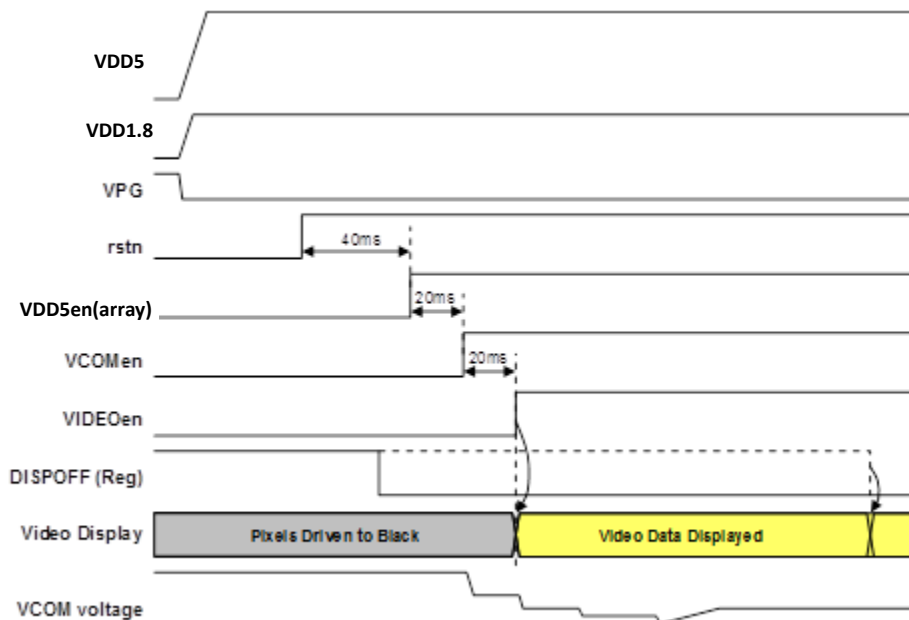 VDD5
VDD1.8
VPG
rstn
40ms
VDD5en(array)
20ms
VCOMen
20ms
VIDEOen
DISPOFF (Reg)
Video Display
Pixels Driven to Black
Video Data Displayed
VCOM voltage